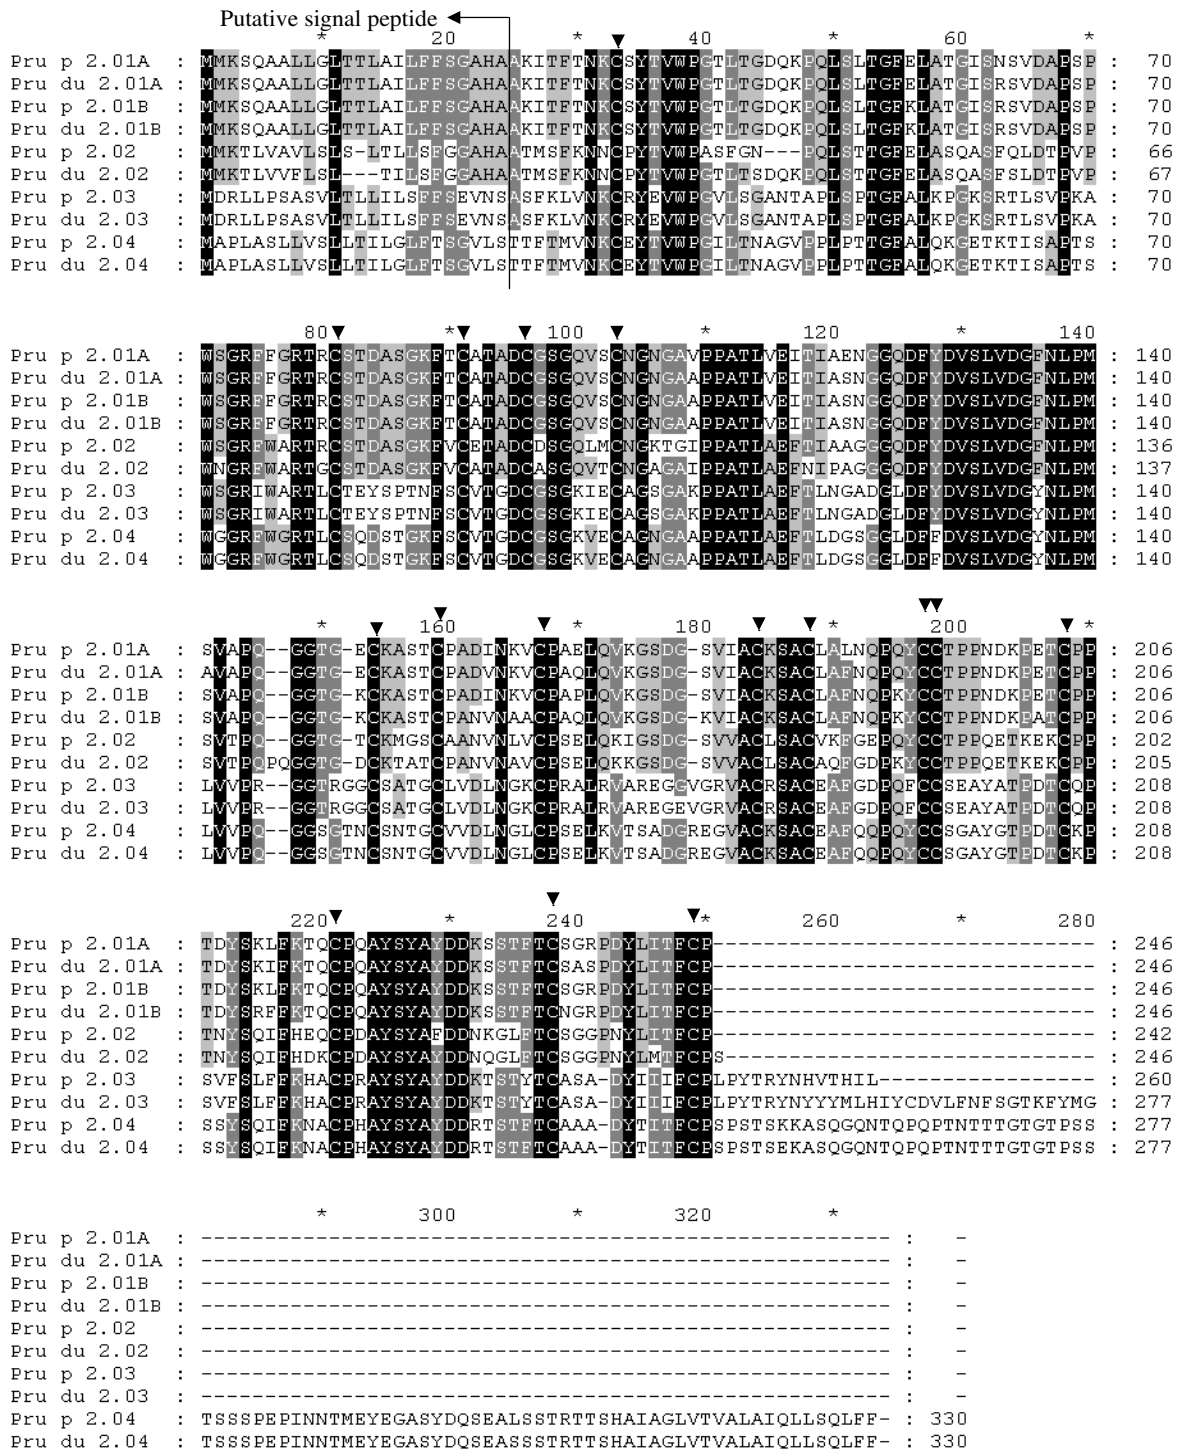 Putative signal peptide
* 20 * 40 * 60 *
Pru p 2.01A : MMKSQAALLGLTTLAILFFSGAHAAKITFTNKCSYTVWPGTLTGDQKPQLSLTGFELATGISNSVDAPSP : 70
Pru du 2.01A : MMKSQAALLGLTTLAILFFSGAHAAKITFTNKCSYTVWPGTLTGDQKPQLSLTGFELATGISRSVDAPSP : 70
Pru p 2.01B : MMKSQAALLGLTTLAILFFSGAHAAKITFTNKCSYTVWPGTLTGDQKPQLSLTGFKLATGISRSVDAPSP : 70
Pru du 2.01B : MMKSQAALLGLTTLAILFFSGAHAAKITFTNKCSYTVWPGTLTGDQKPQLSLTGFKLATGISRSVDAPSP : 70
Pru p 2.02 : MMKTLVAVLSLS-LTLLSFGGAHAATMSFKNNCPYTVWPASFGN---PQLSTTGFELASQASFQLDTPVP : 66
Pru du 2.02 : MMKTLVVFLSL---TILSFGGAHAATMSFKNNCPYTVWPGTLTSDQKPQLSTTGFELASQASFSLDTPVP : 67
Pru p 2.03 : MDRLLPSASVLTLLILSFFSEVNSASFKLVNKCRYEVWPGVLSGANTAPLSPTGFALKPGKSRTLSVPKA : 70
Pru du 2.03 : MDRLLPSASVLTLLILSFFSEVNSASFKLVNKCRYEVWPGVLSGANTAPLSPTGFALKPGKSRTLSVPKA : 70
Pru p 2.04 : MAPLASLLVSLLTILGLFTSGVLSTTFTMVNKCEYTVWPGILTNAGVPPLPTTGFALQKGETKTISAPTS : 70
Pru du 2.04 : MAPLASLLVSLLTILGLFTSGVLSTTFTMVNKCEYTVWPGILTNAGVPPLPTTGFALQKGETKTISAPTS : 70
80 * 100 * 120 * 140
Pru p 2.01A : WSGRFFGRTRCSTDASGKFTCATADCGSGQVSCNGNGAVPPATLVEITIAENGGQDFYDVSLVDGFNLPM : 140
Pru du 2.01A : WSGRFFGRTRCSTDASGKFTCATADCGSGQVSCNGNGAAPPATLVEITIASNGGQDFYDVSLVDGFNLPM : 140
Pru p 2.01B : WSGRFFGRTRCSTDASGKFTCATADCGSGQVSCNGNGAAPPATLVEITIASNGGQDFYDVSLVDGFNLPM : 140
Pru du 2.01B : WSGRFFGRTRCSTDASGKFTCATADCGSGQVSCNGNGAAPPATLVEITIASNGGQDFYDVSLVDGFNLPM : 140
Pru p 2.02 : WSGRFWARTRCSTDASGKFVCETADCDSGQLMCNGKTGIPPATLAEFTIAAGGGQDFYDVSLVDGFNLPM : 136
Pru du 2.02 : WNGRFWARTGCSTDASGKFVCATADCASGQVTCNGAGAIPPATLAEFNIPAGGGQDFYDVSLVDGFNLPM : 137
Pru p 2.03 : WSGRIWARTLCTEYSPTNFSCVTGDCGSGKIECAGSGAKPPATLAEFTLNGADGLDFYDVSLVDGYNLPM : 140
Pru du 2.03 : WSGRIWARTLCTEYSPTNFSCVTGDCGSGKIECAGSGAKPPATLAEFTLNGADGLDFYDVSLVDGYNLPM : 140
Pru p 2.04 : WGGRFWGRTLCSQDSTGKFSCVTGDCGSGKVECAGNGAAPPATLAEFTLDGSGGLDFFDVSLVDGYNLPM : 140
Pru du 2.04 : WGGRFWGRTLCSQDSTGKFSCVTGDCGSGKVECAGNGAAPPATLAEFTLDGSGGLDFFDVSLVDGYNLPM : 140
* 160 * 180 * 200 *
Pru p 2.01A : SVAPQ--GGTG-ECKASTCPADINKVCPAELQVKGSDG-SVIACKSACLALNQPQYCCTPPNDKPETCPP : 206
Pru du 2.01A : AVAPQ--GGTG-ECKASTCPADINKVCPAQLQVKGSDG-SVIACKSACLAFNQPQYCCTPPNDKPETCPP : 206
Pru p 2.01B : SVAPQ--GGTG-KCKASTCPADINKVCPAPLQVKGSDG-SVIACKSACLAFNQPKYCCTPPNDKPETCPP : 206
Pru du 2.01B : SVAPQ--GGTG-KCKASTCPANVNAACPAQLQVKGSDG-KVIACKSACLAFNQPKYCCTPPNDKPATCPP : 206
Pru p 2.02 : SVTPQ--GGTG-TCKMGSCAANVNLVCPSELQKIGSDG-SVVACLSACVKFGEPQYCCTPPQETKEKCPP : 202
Pru du 2.02 : SVTPQPQGGTG-DCKTATCPANVNAVCPSELQKKGSDG-SVVACLSACAQFGDPKYCCTPPQETKEKCPP : 205
Pru p 2.03 : LVVPR--GGTRGGCSATGCLVDLNGKCPRALRVAREGGVGRVACRSACEAFGDPQFCCSEAYATPDTCQP : 208
Pru du 2.03 : LVVPR--GGTRGGCSATGCLVDLNGKCPRALRVAREGEVGRVACRSACEAFGDPQFCCSEAYATPDTCQP : 208
Pru p 2.04 : LVVPQ--GGSGTNCSNTGCVVDLNGLCPSELKVTSADGREGVACKSACEAFQQPQYCCSGAYGTPDTCKP : 208
Pru du 2.04 : LVVPQ--GGSGTNCSNTGCVVDLNGLCPSELKVTSADGREGVACKSACEAFQQPQYCCSGAYGTPDTCKP : 208
220 * 240 * 260 * 280
Pru p 2.01A : TDYSKLFKTQCPQAYSYAYDDKSSTFTCSGRPDYLITFCP------------------------------ : 246
Pru du 2.01A : TDYSKIFKTQCPQAYSYAYDDKSSTFTCSASPDYLITFCP------------------------------ : 246
Pru p 2.01B : TDYSKLFKTQCPQAYSYAYDDKSSTFTCSGRPDYLITFCP------------------------------ : 246
Pru du 2.01B : TDYSRFFKTQCPQAYSYAYDDKSSTFTCNGRPDYLITFCP------------------------------ : 246
Pru p 2.02 : TNYSQIFHEQCPDAYSYAFDDNKGLFTCSGGPNYLITFCP------------------------------ : 242
Pru du 2.02 : TNYSQIFHDKCPDAYSYAYDDNQGLFTCSGGPNYLMTFCPS----------------------------- : 246
Pru p 2.03 : SVFSLFFKHACPRAYSYAYDDKTSTYTCASA-DYIIIFCPLPYTRYNHVTHIL----------------- : 260
Pru du 2.03 : SVFSLFFKHACPRAYSYAYDDKTSTYTCASA-DYIIIFCPLPYTRYNYYYMLHIYCDVLFNFSGTKFYMG : 277
Pru p 2.04 : SSYSQIFKNACPHAYSYAYDDRTSTFTCAAA-DYTITFCPSPSTSKKASQGQNTQPQPTNTTTGTGTPSS : 277
Pru du 2.04 : SSYSQIFKNACPHAYSYAYDDRTSTFTCAAA-DYTITFCPSPSTSEKASQGQNTQPQPTNTTTGTGTPSS : 277
* 300 * 320 *
Pru p 2.01A : ------------------------------------------------------ : -
Pru du 2.01A : ------------------------------------------------------ : -
Pru p 2.01B : ------------------------------------------------------ : -
Pru du 2.01B : ------------------------------------------------------ : -
Pru p 2.02 : ------------------------------------------------------ : -
Pru du 2.02 : ------------------------------------------------------ : -
Pru p 2.03 : ------------------------------------------------------ : -
Pru du 2.03 : ------------------------------------------------------ : -
Pru p 2.04 : TSSSPEPINNTMEYEGASYDQSEALSSTRTTSHAIAGLVTVALAIQLLSQLFF- : 330
Pru du 2.04 : TSSSPEPINNTMEYEGASYDQSEASSSTRTTSHAIAGLVTVALAIQLLSQLFF- : 330